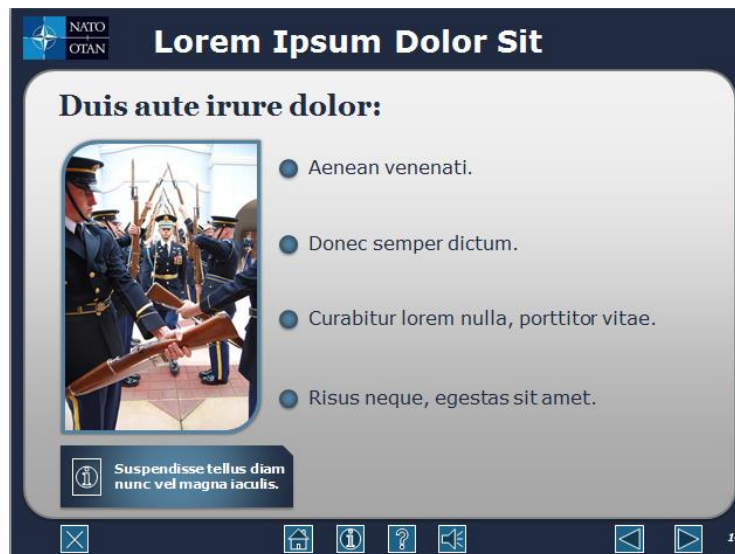 NATO
OTAN
Lorem Ipsum Dolor Sit
Duis aute irure dolor:
Aenean venenati.
Donec semper dictum.
Curabitur lorem nulla, porttitor vitae.
Risus neque, egestas sit amet.
Suspendisse tellus diam
nunc vel magna iaculis.